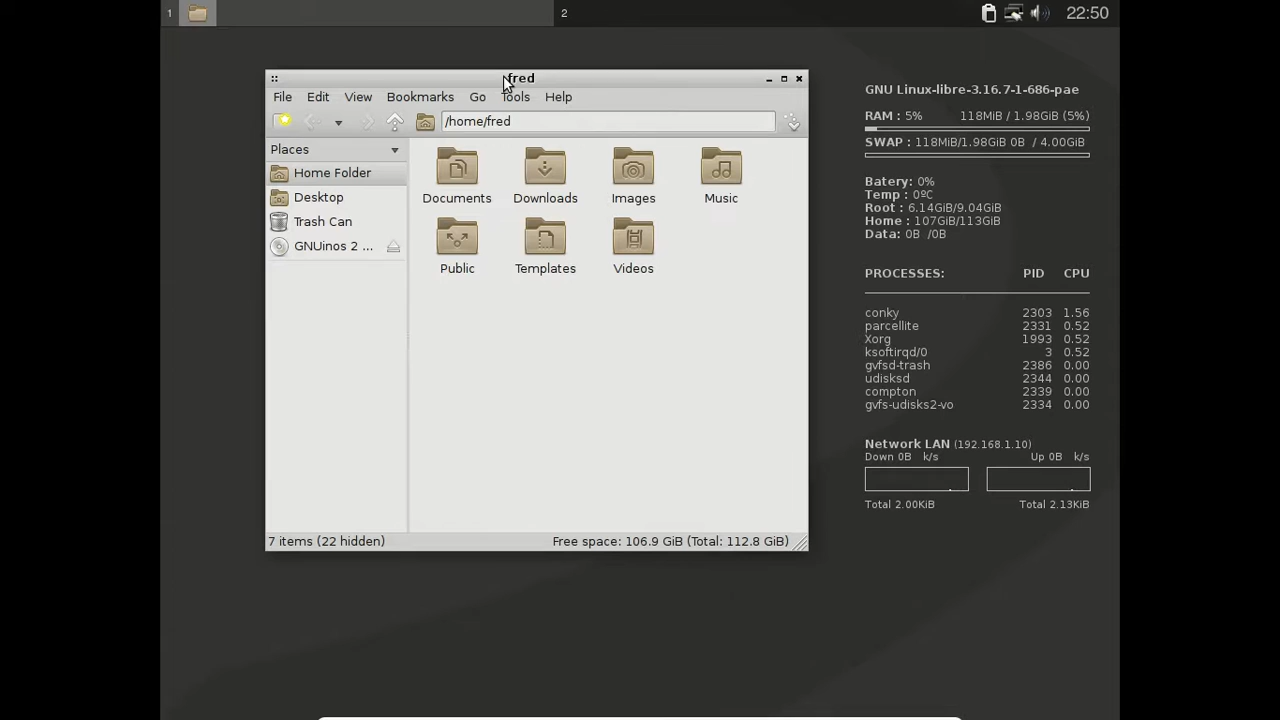 1
2
22:50
fred
File Edit View Bookmarks Go Tools Help
/home/fred
Places
Home Folder
Desktop
Trash Can
GNUinos 2 ...
Documents Downloads Images Music
Public Templates Videos
7 items (22 hidden) Free space: 106.9 GiB (Total: 112.8 GiB)
GNU Linux-libre-3.16.7-1-686-pae
RAM : 5% 118MiB / 1.98GiB (5%)
SWAP : 118MiB/1.98GiB 0B / 4.00GiB
Batery: 0%
Temp : 0ºC
Root : 6.14GiB/9.04GiB
Home : 107GiB/113GiB
Data: 0B /0B
PROCESSES: PID CPU
conky 2303 1.56
parcellite 2331 0.52
Xorg 1993 0.52
ksoftirqd/0 3 0.52
gvfsd-trash 2386 0.00
udisksd 2344 0.00
compton 2339 0.00
gvfs-udisks2-vo 2334 0.00
Network LAN (192.168.1.10)
Down 0B k/s Up 0B k/s
Total 2.00KiB Total 2.13KiB